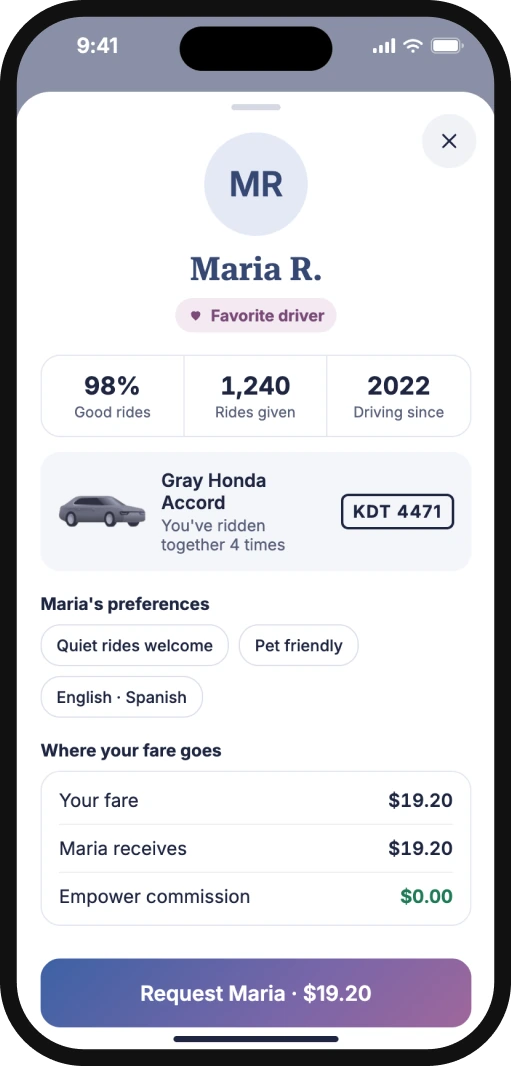 9:41
MR
Maria R.
Favorite driver
98%
Good rides
1,240
Rides given
2022
Driving since
Gray Honda
Accord
You've ridden
together 4 times
KDT 4471
Maria's preferences
Quiet rides welcome
Pet friendly
English · Spanish
Where your fare goes
Your fare $19.20
Maria receives $19.20
Empower commission $0.00
Request Maria · $19.20